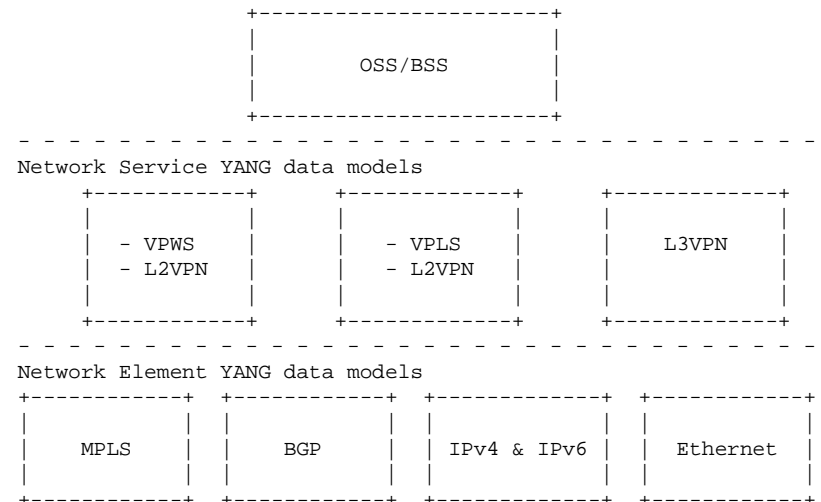 OSS/BSS
Network Service YANG data models
- VPWS - VPLS L3VPN
- L2VPN - L2VPN
Network Element YANG data models
MPLS BGP IPv4 & IPv6 Ethernet